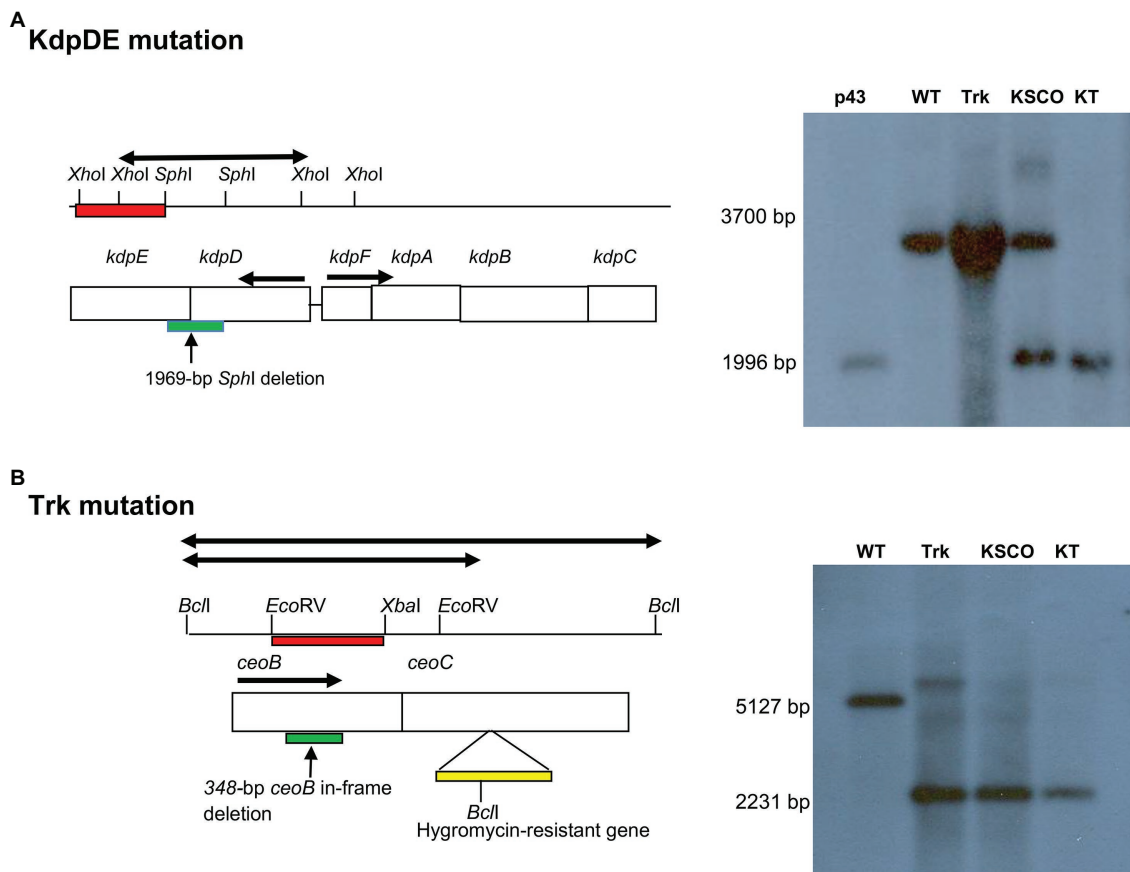 A
KdpDE mutation
XhoI XhoI SphI SphI XhoI XhoI
kdpE kdpD kdpF kdpA kdpB kdpC
1969-bp SphI deletion
p43 WT Trk KSCO KT
3700 bp
1996 bp
B
Trk mutation
BclI EcoRV XbaI EcoRV BclI
ceoB ceoC
348-bp ceoB in-frame
deletion
BclI
Hygromycin-resistant gene
WT Trk KSCO KT
5127 bp
2231 bp